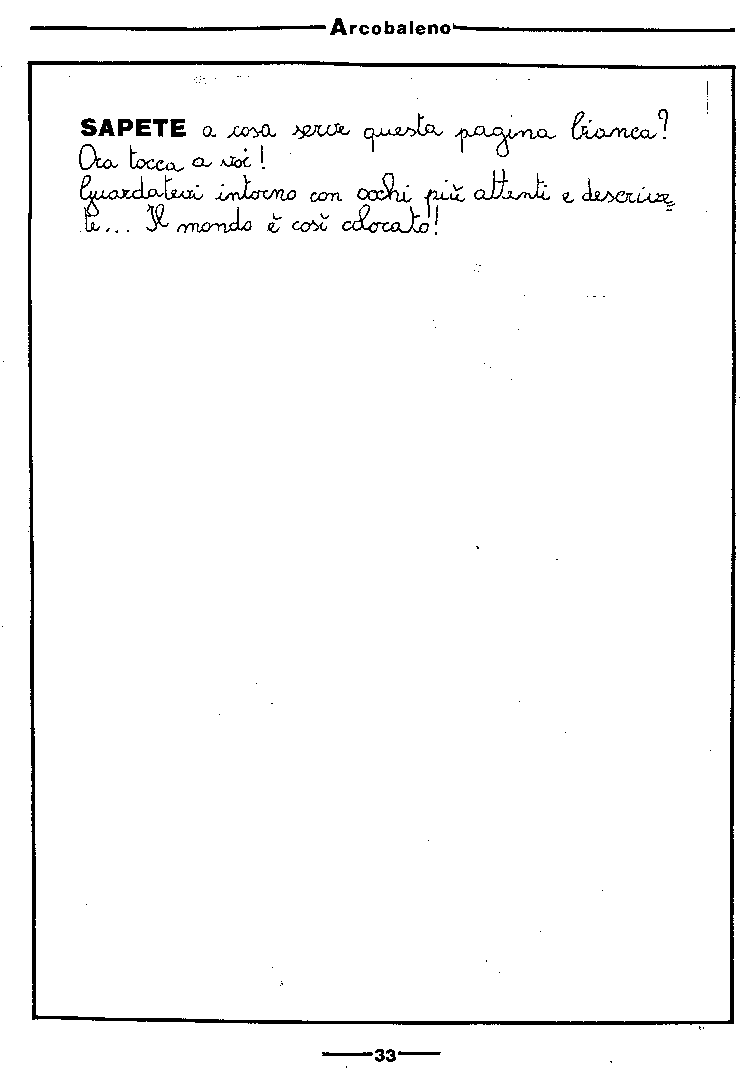 Arcobaleno
SAPETE a cosa serve questa pagina bianca?
Ora tocca a voi!
Guardatevi intorno con occhi più attenti e descrive=
te... Il mondo è così colorato!
33